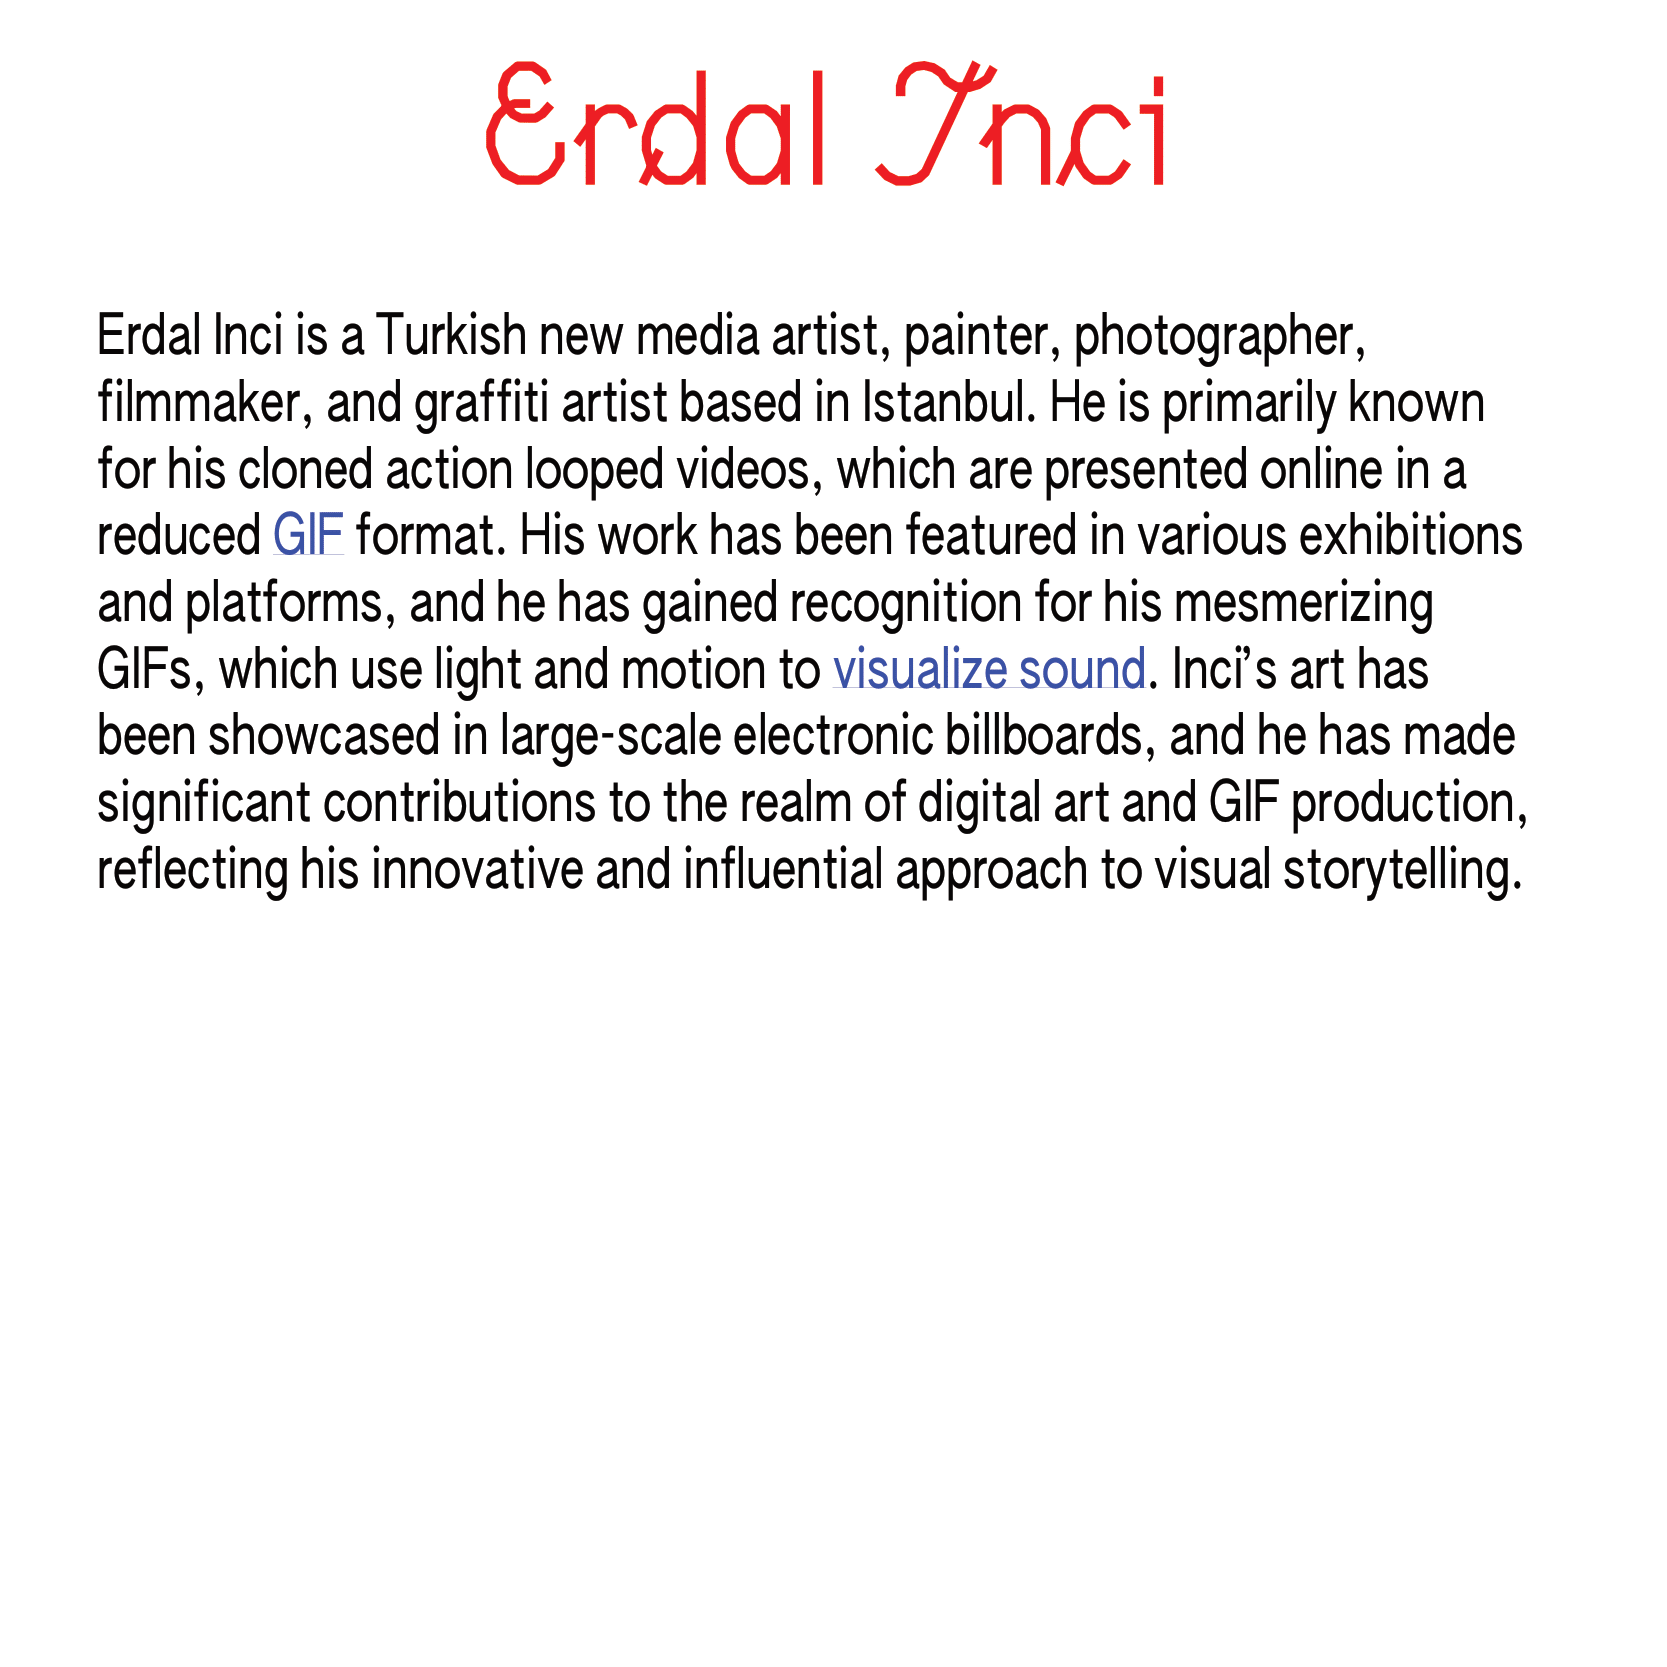 Erdal Inci
Erdal Inci is a Turkish new media artist, painter, photographer,
filmmaker, and graffiti artist based in Istanbul. He is primarily known
for his cloned action looped videos, which are presented online in a
reduced GIF format. His work has been featured in various exhibitions
and platforms, and he has gained recognition for his mesmerizing
GIFs, which use light and motion to visualize sound. Inci’s art has
been showcased in large-scale electronic billboards, and he has made
significant contributions to the realm of digital art and GIF production,
reflecting his innovative and influential approach to visual storytelling.